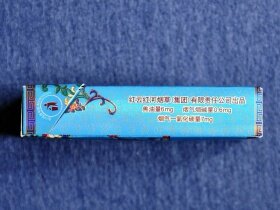 红云红河烟草(集团)有限责任公司出品
焦油量6mg 烟气烟碱量0.6mg
烟气一氧化碳量7mg